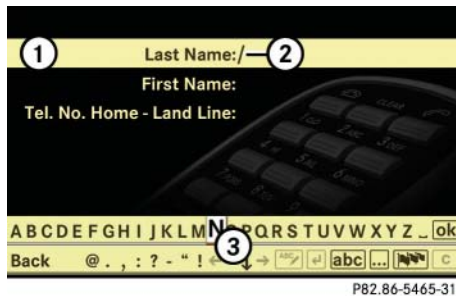 1 Last Name:/ 2
First Name:
Tel. No. Home - Land Line:
A B C D E F G H I J K L M N P Q R S T U V W X Y Z _ ok
3
Back @ . , : ? - " ! ← ↓ → ABC ↵ abc ... C
P82.86-5465-31